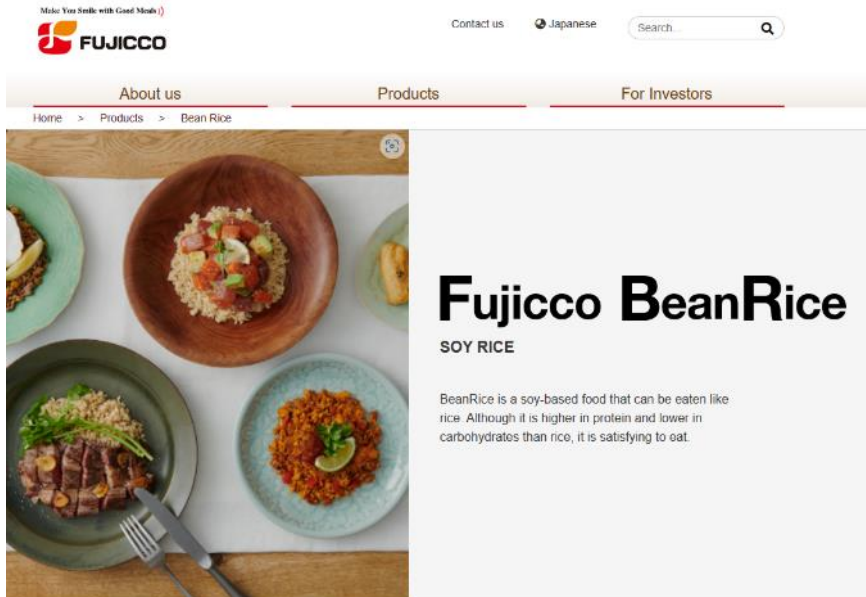 Make You Smile with Good Meals
FUJICCO
Contact us
Japanese
Search...
About us
Products
For Investors
Home > Products > Bean Rice
Fujicco BeanRice
SOY RICE
BeanRice is a soy-based food that can be eaten like
rice. Although it is higher in protein and lower in
carbohydrates than rice, it is satisfying to eat.